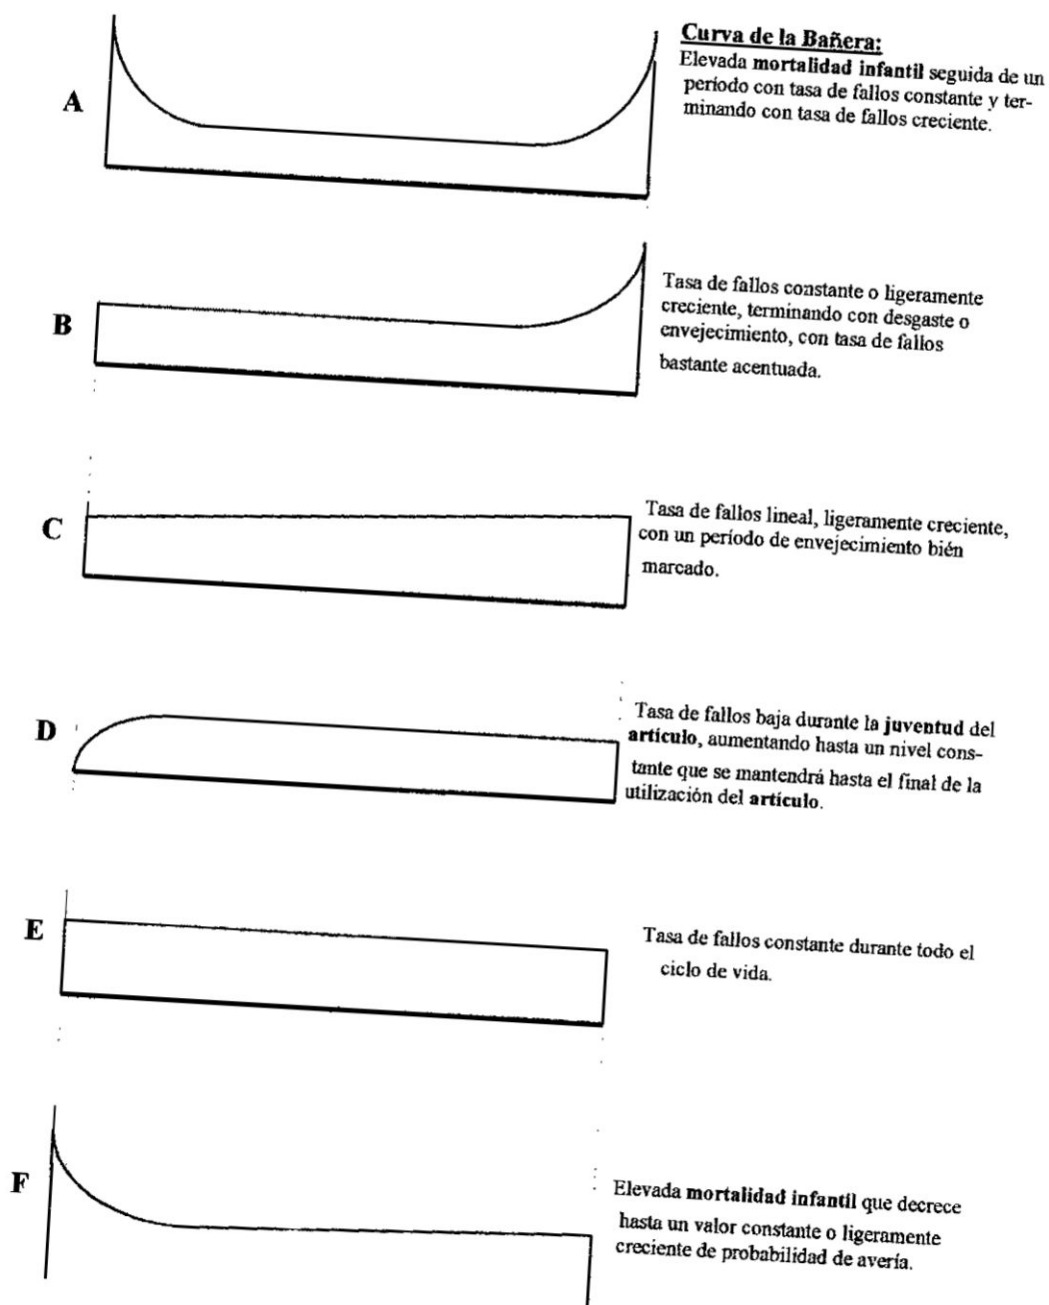 A
Curva de la Bañera:
Elevada mortalidad infantil seguida de un
período con tasa de fallos constante y ter-
minando con tasa de fallos creciente.
B
Tasa de fallos constante o ligeramente
creciente, terminando con desgaste o
envejecimiento, con tasa de fallos
bastante acentuada.
C
Tasa de fallos lineal, ligeramente creciente,
con un período de envejecimiento bién
marcado.
D
Tasa de fallos baja durante la juventud del
artículo, aumentando hasta un nivel cons-
tante que se mantendrá hasta el final de la
utilización del artículo.
E
Tasa de fallos constante durante todo el
ciclo de vida.
F
Elevada mortalidad infantil que decrece
hasta un valor constante o ligeramente
creciente de probabilidad de avería.